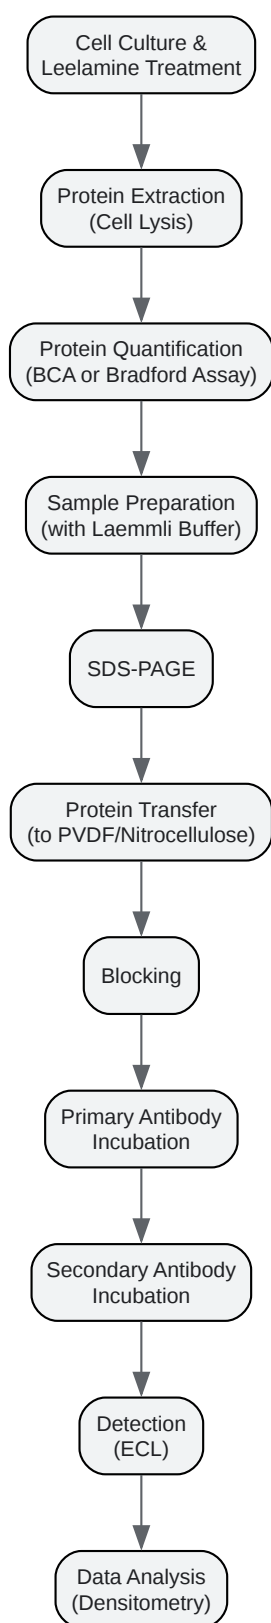 Cell Culture &
Leelamine Treatment
Protein Extraction
(Cell Lysis)
Protein Quantification
(BCA or Bradford Assay)
Sample Preparation
(with Laemmli Buffer)
SDS-PAGE
Protein Transfer
(to PVDF/Nitrocellulose)
Blocking
Primary Antibody
Incubation
Secondary Antibody
Incubation
Detection
(ECL)
Data Analysis
(Densitometry)